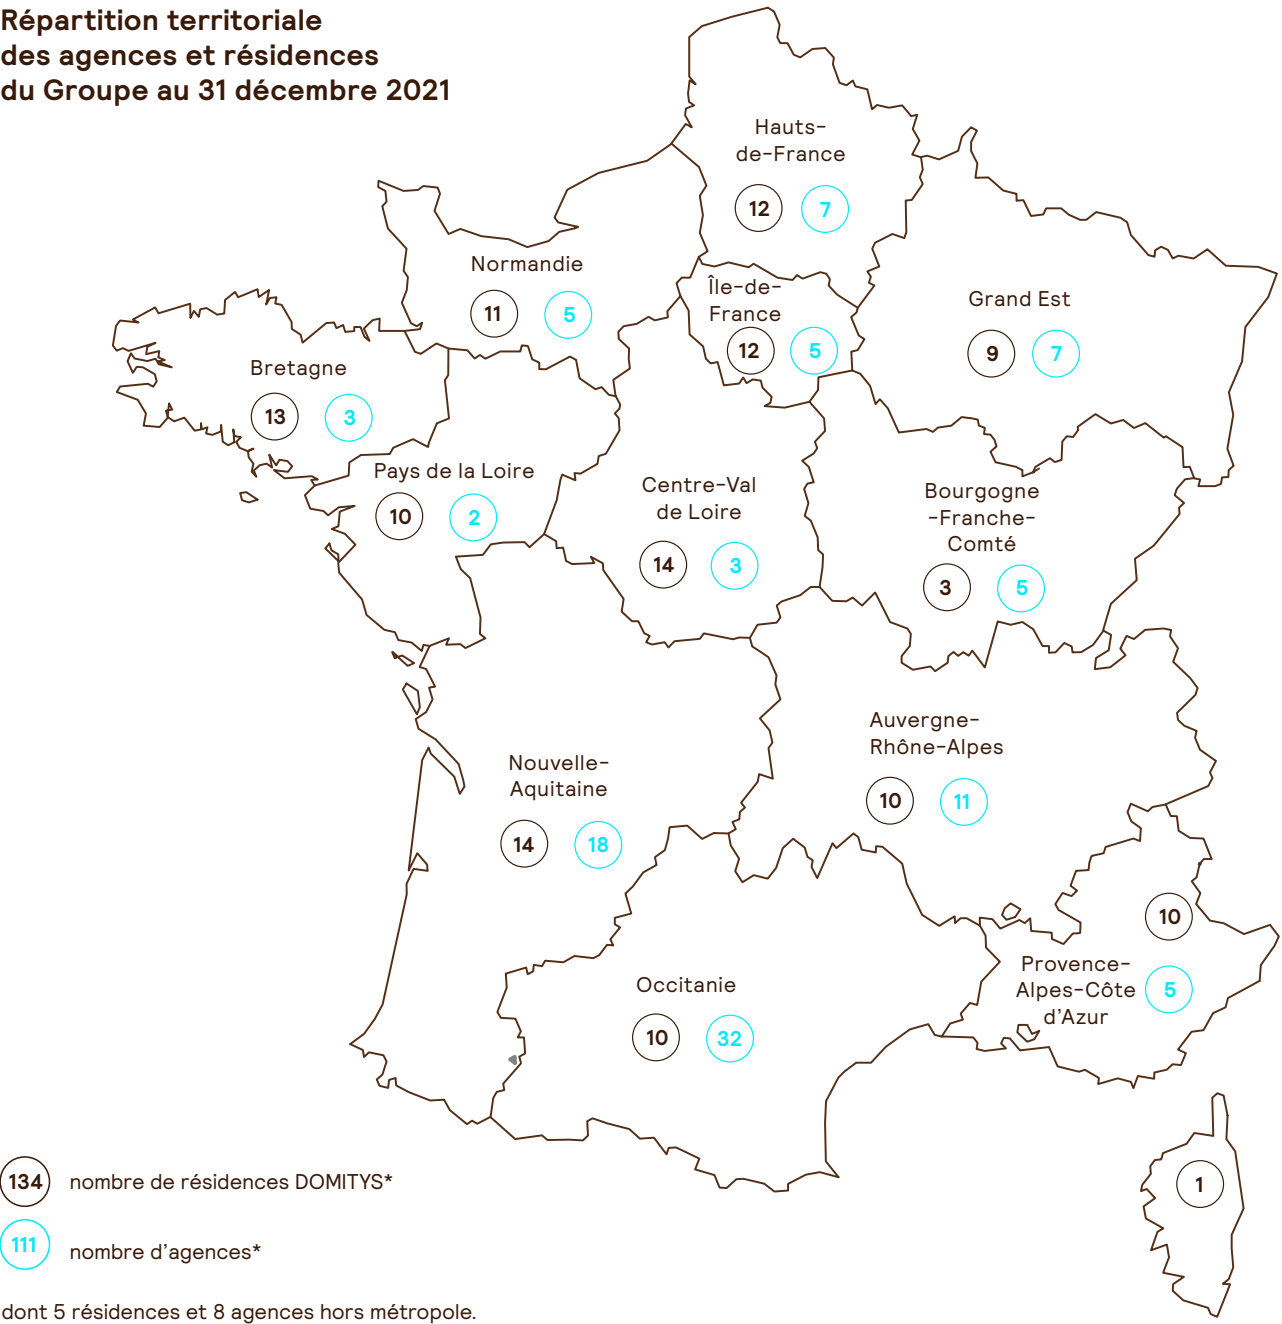 Répartition territoriale
des agences et résidences
du Groupe au 31 décembre 2021
Hauts-
de-France
12 7
Normandie
11 5
Île-de-
France
12 5
Grand Est
9 7
Bretagne
13 3
Pays de la Loire
10 2
Centre-Val
de Loire
14 3
Bourgogne
-Franche-
Comté
3 5
Auvergne-
Rhône-Alpes
10 11
Nouvelle-
Aquitaine
14 18
Occitanie
10 32
10
Provence-
Alpes-Côte
d'Azur
5
1
134 nombre de résidences DOMITYS*
111 nombre d'agences*
dont 5 résidences et 8 agences hors métropole.